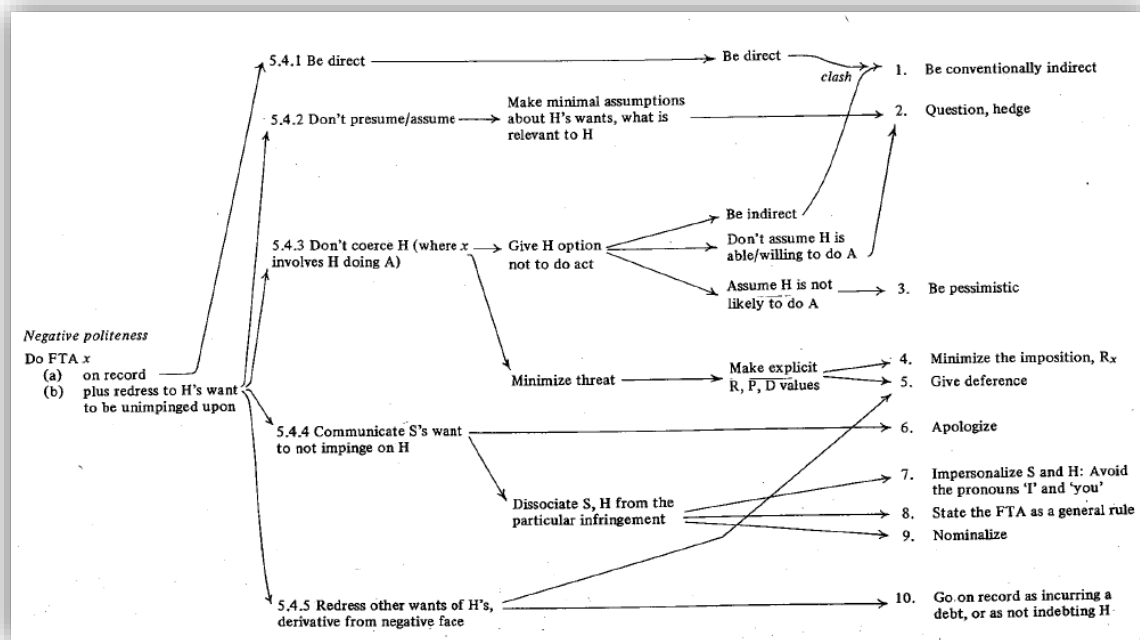 5.4.1 Be direct
Be direct
clash
1. Be conventionally indirect
5.4.2 Don't presume/assume
Make minimal assumptions
about H's wants, what is
relevant to H
2. Question, hedge
5.4.3 Don't coerce H (where x
involves H doing A)
Give H option
not to do act
Be indirect
Don't assume H is
able/willing to do A
Assume H is not
likely to do A
3. Be pessimistic
Negative politeness
Do FTA x
(a) on record
(b) plus redress to H's want
to be unimpinged upon
Minimize threat
Make explicit
R, P, D values
4. Minimize the imposition, Rx
5. Give deference
5.4.4 Communicate S's want
to not impinge on H
6. Apologize
Dissociate S, H from the
particular infringement
7. Impersonalize S and H: Avoid
the pronouns 'I' and 'you'
8. State the FTA as a general rule
9. Nominalize
5.4.5 Redress other wants of H's,
derivative from negative face
10. Go on record as incurring a
debt, or as not indebting H